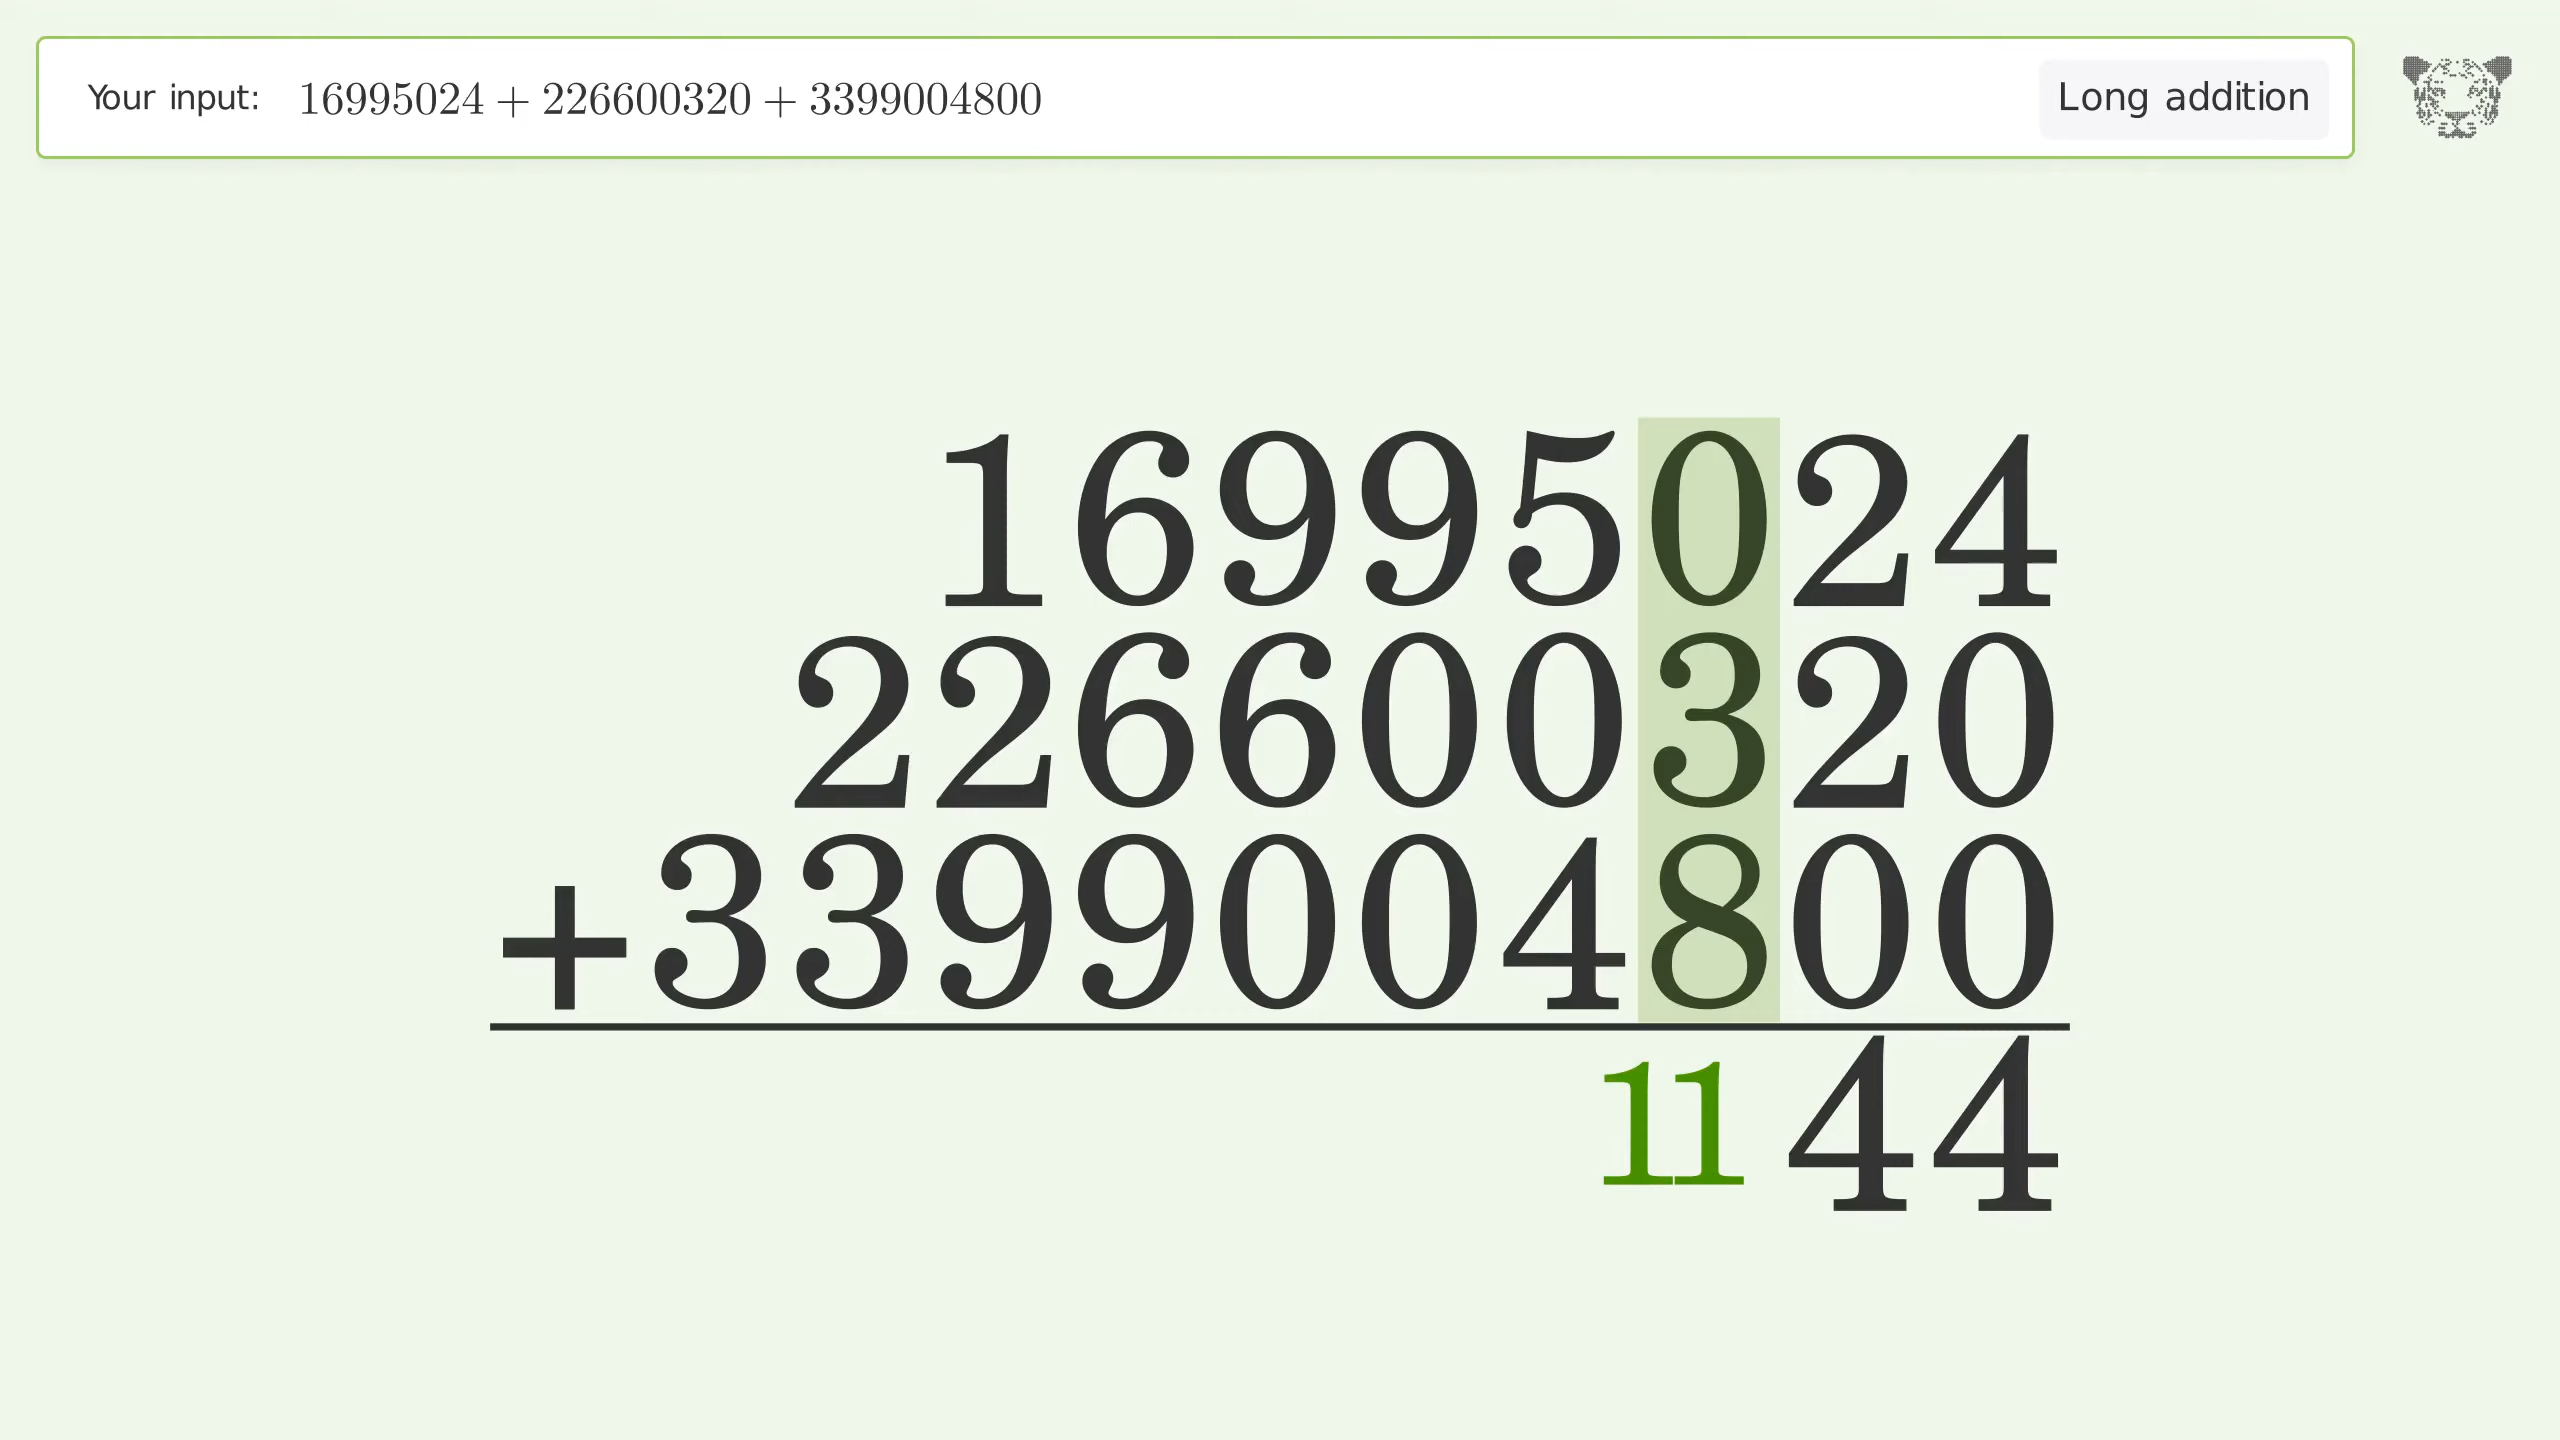 Your input: 16995024 + 226600320 + 3399004800
Long addition
16995024
226600320
+3399004800
11 44